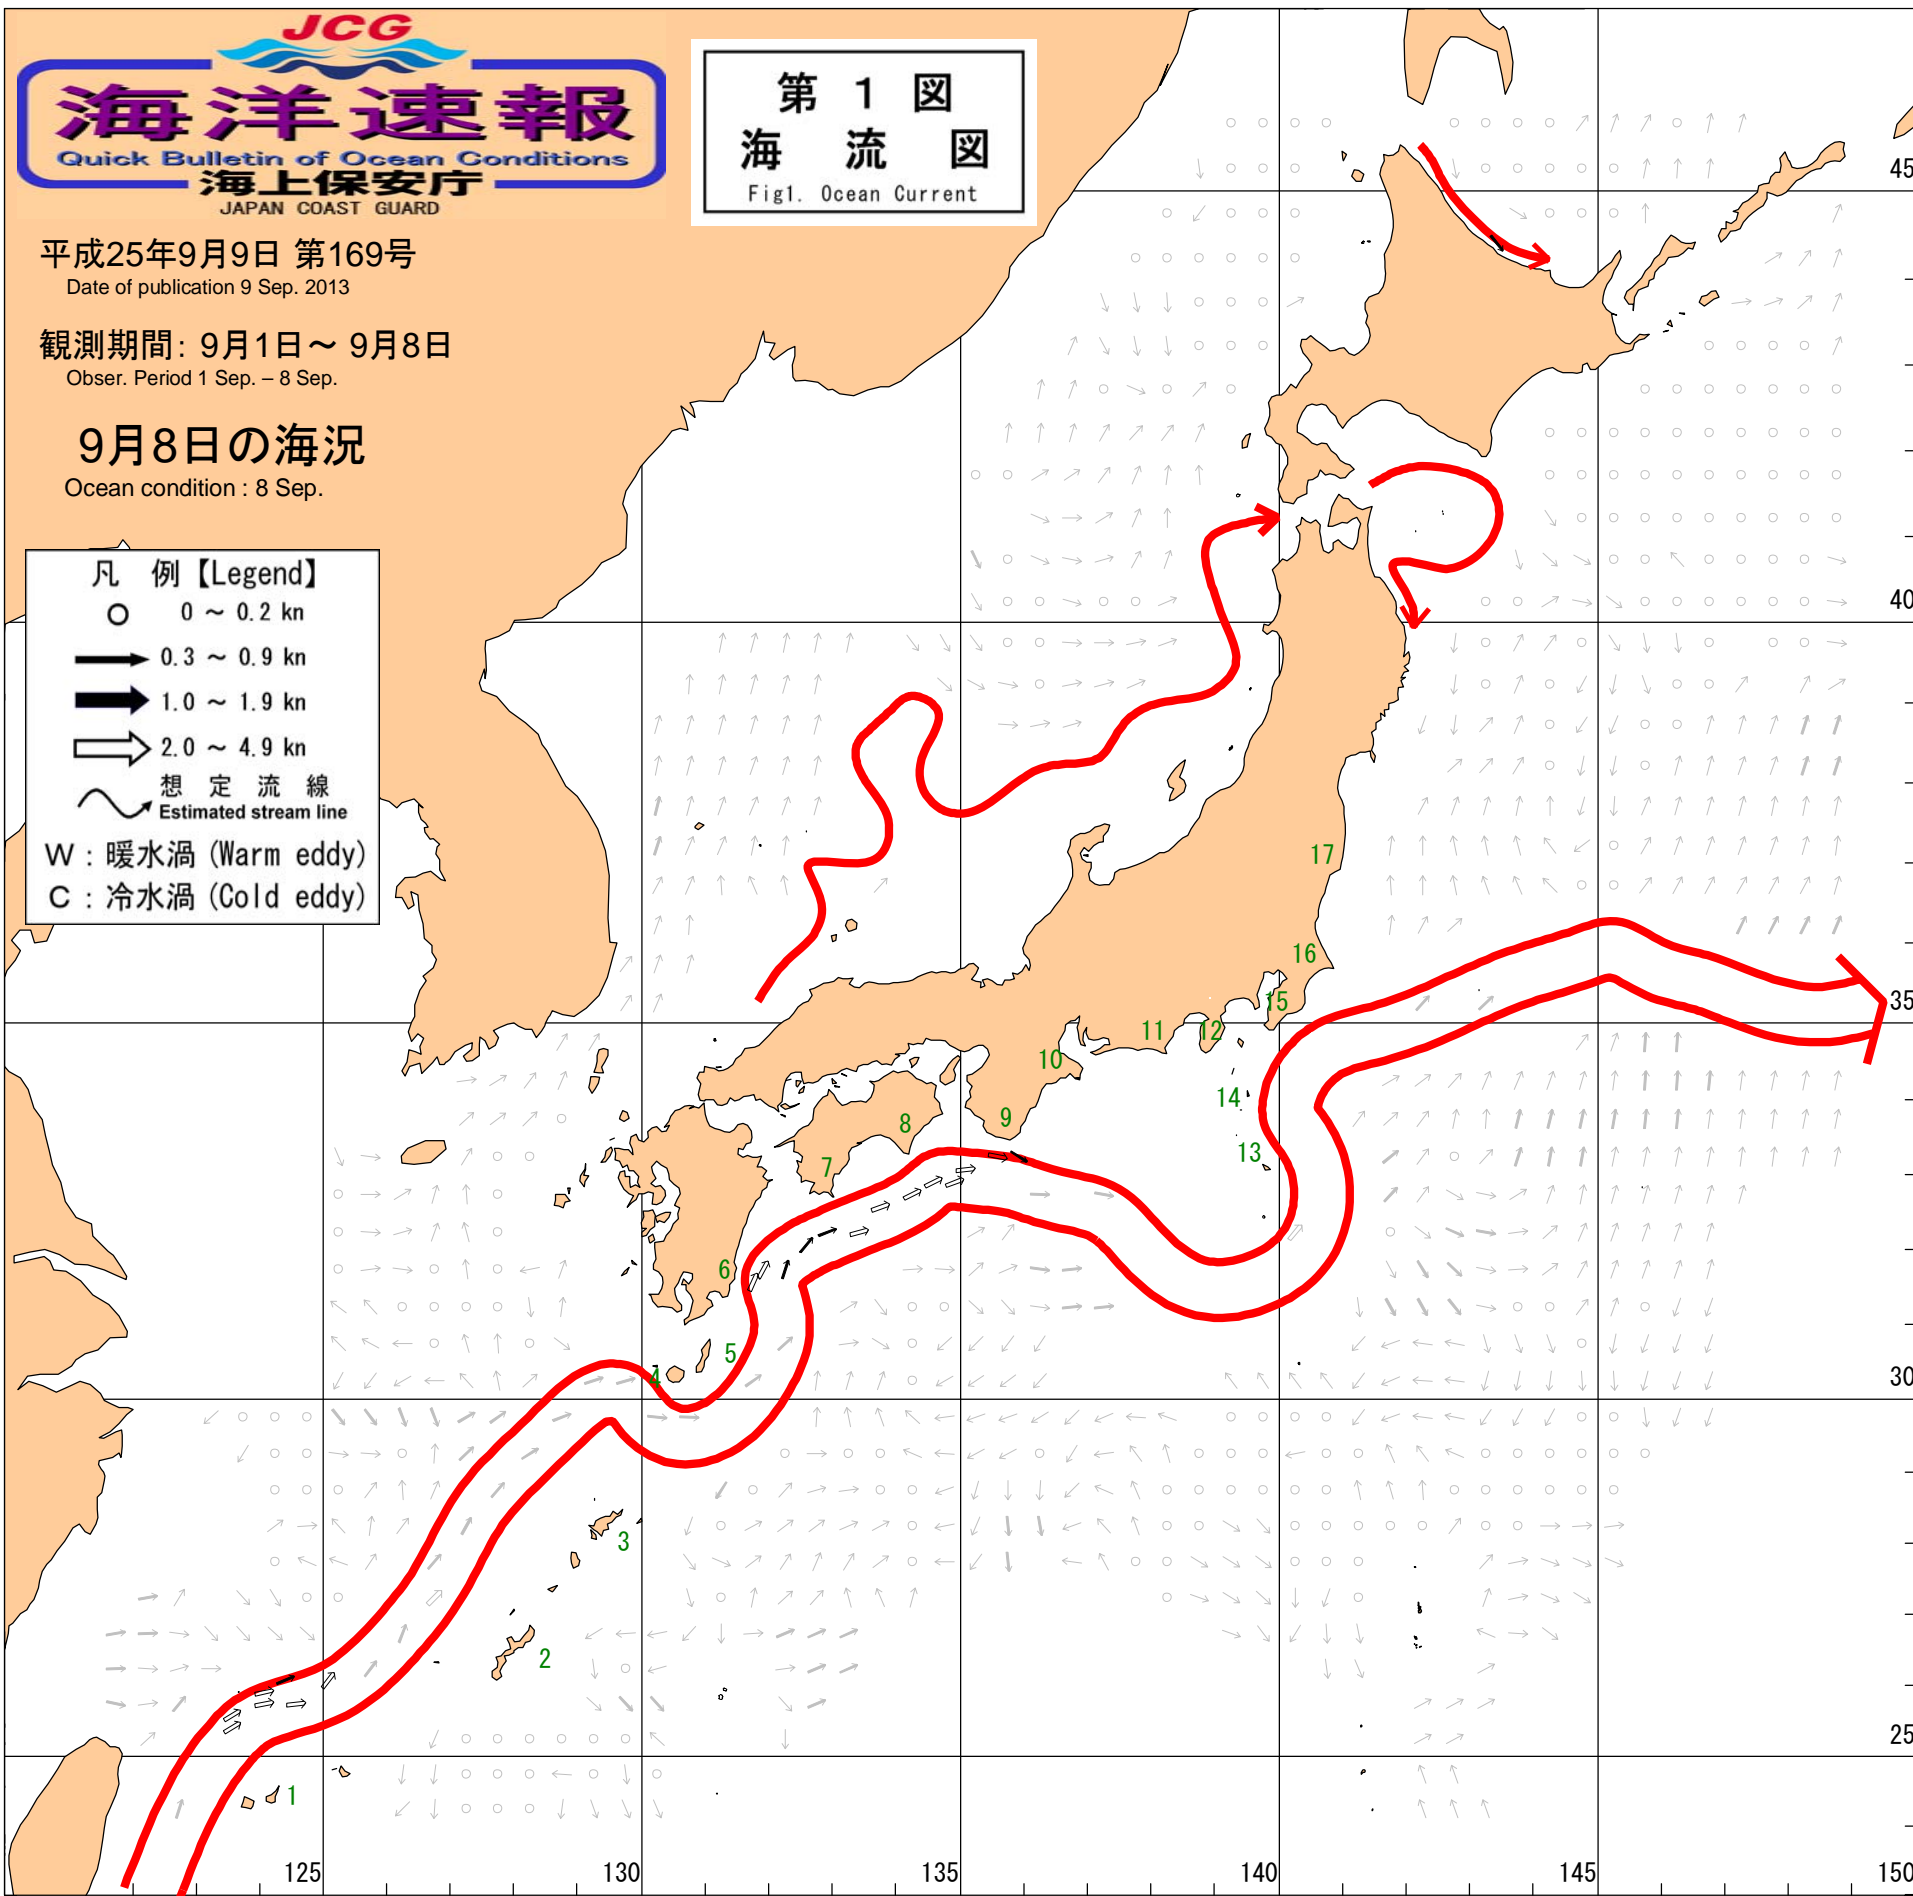 JCG
海洋速報
Quick Bulletin of Ocean Conditions
海上保安庁
JAPAN COAST GUARD
第 1 図
海 流 図
Fig1. Ocean Current
平成25年9月9日 第169号
Date of publication 9 Sep. 2013
観測期間: 9月1日～ 9月8日
Obser. Period 1 Sep. – 8 Sep.
9月8日の海況
Ocean condition : 8 Sep.
凡 例【Legend】
0 ～ 0.2 kn
0.3 ～ 0.9 kn
1.0 ～ 1.9 kn
2.0 ～ 4.9 kn
想 定 流 線
Estimated stream line
W : 暖水渦 (Warm eddy)
C : 冷水渦 (Cold eddy)
45
40
17
16
35
15
12
11
10
14
9
8
13
7
6
5
4
30
3
2
25
1
125
130
135
140
145
150